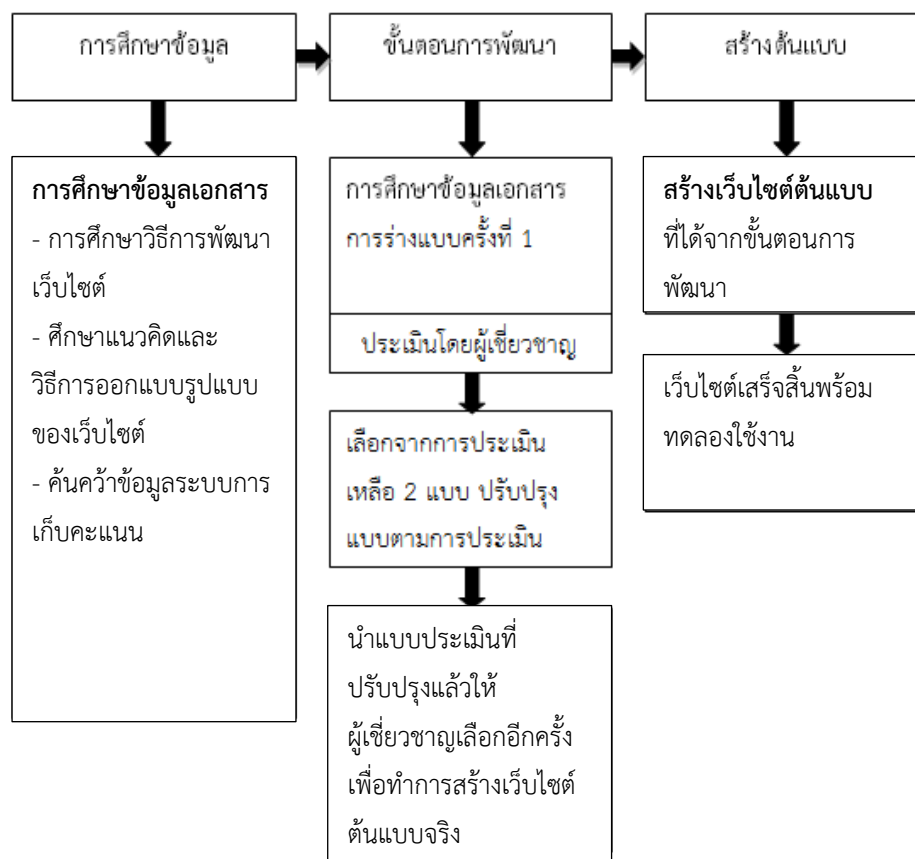 การศึกษาข้อมูล
ขั้นตอนการพัฒนา
สร้างต้นแบบ
การศึกษาข้อมูลเอกสาร
- การศึกษาวิธีการพัฒนา
เว็บไซต์
- ศึกษาแนวคิดและ
วิธีการออกแบบรูปแบบ
ของเว็บไซต์
- ค้นคว้าข้อมูลระบบการ
เก็บคะแนน
การศึกษาข้อมูลเอกสาร
การร่างแบบครั้งที่ 1
ประเมินโดยผู้เชี่ยวชาญ
เลือกจากการประเมิน
เหลือ 2 แบบ ปรับปรุง
แบบตามการประเมิน
นำแบบประเมินที่
ปรับปรุงแล้วให้
ผู้เชี่ยวชาญเลือกอีกครั้ง
เพื่อทำการสร้างเว็บไซต์
ต้นแบบจริง
สร้างเว็บไซต์ต้นแบบ
ที่ได้จากขั้นตอนการ
พัฒนา
เว็บไซต์เสร็จสิ้นพร้อม
ทดลองใช้งาน